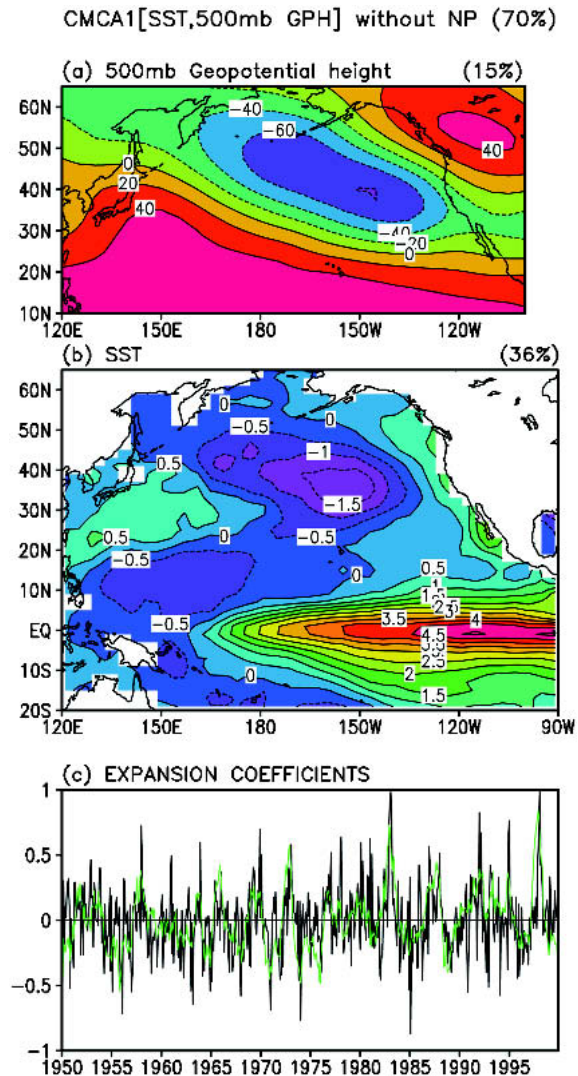 CMCA1[SST,500mb GPH] without NP (70%)
(a) 500mb Geopotential height (15%)
60N
50N
40N
30N
20N
10N
−40
−60
0
20
40
40
−40
−20
0
120E 150E 180 150W 120W
(b) SST (36%)
60N
50N
40N
30N
20N
10N
EQ
10S
20S
0
0
−0.5
−1
0.5
−1.5
0.5
0
−0.5
−0.5
0
0.5
1
3.5
3
4
−0.5
4.5
2.5
0
2
1.5
120E 150E 180 150W 120W 90W
(c) EXPANSION COEFFICIENTS
1
0.5
0
−0.5
−1
1950 1955 1960 1965 1970 1975 1980 1985 1990 1995